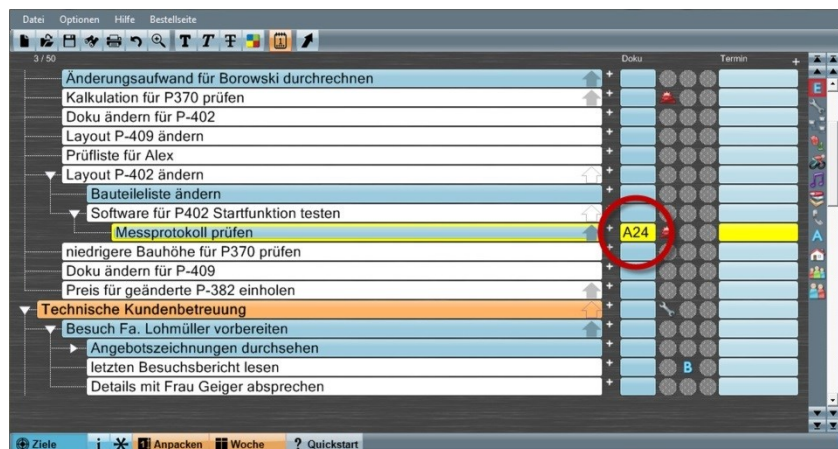 Datei Optionen Hilfe Bestellseite
T T T 1
3 / 50 Doku Termin +
Änderungsaufwand für Borowski durchrechnen +
Kalkulation für P370 prüfen +
Doku ändern für P-402 +
Layout P-409 ändern +
Prüfliste für Alex +
Layout P-402 ändern +
Bauteileliste ändern +
Software für P402 Startfunktion testen +
Messprotokoll prüfen + A24
niedrigere Bauhöhe für P370 prüfen +
Doku ändern für P-409 +
Preis für geänderte P-382 einholen +
Technische Kundenbetreuung +
Besuch Fa. Lohmüller vorbereiten +
Angebotszeichnungen durchsehen +
letzten Besuchsbericht lesen + B
Details mit Frau Geiger absprechen +
E
A
Ziele i Anpacken Woche ? Quickstart